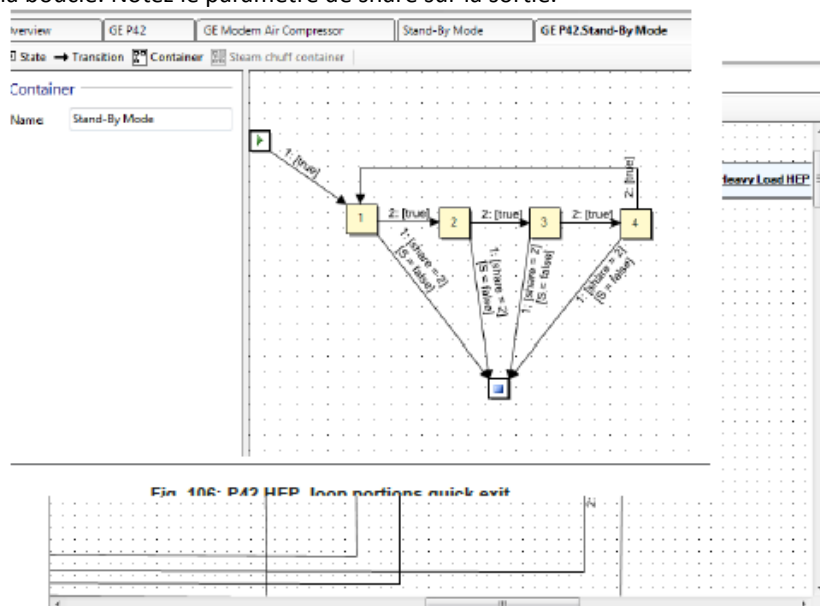 la boucle. Notez le paramètre de share sur la sortie.
verview GE P42 GE Modern Air Compressor Stand-By Mode GE P42.Stand-By Mode
State Transition Container Steam chuff container
Container
Name Stand-By Mode
1: [true]
2: [true]
1 2: [true] 2 2: [true] 3 2: [true] 4
1: [share = 2]
[S = false]
1: [share = 2]
[S = false]
1: [share = 2]
[S = false]
1: [share = 2]
[S = false]
Heavy Load HEP
Fig. 106: P42 HEP, loop portions quick exit
2: